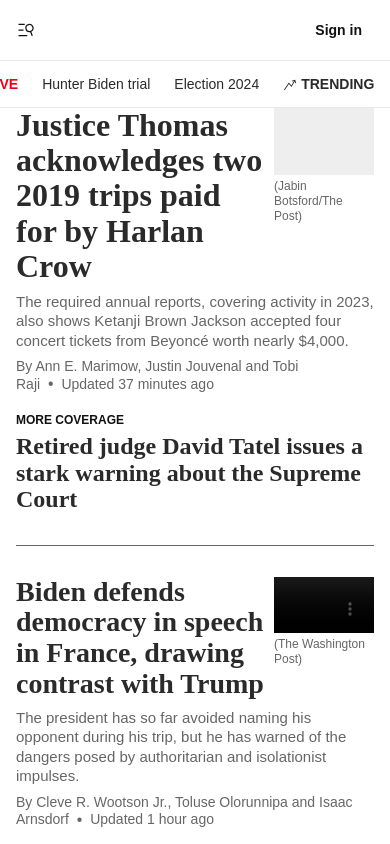 Sign in
VE Hunter Biden trial Election 2024 TRENDING
Justice Thomas
acknowledges two
2019 trips paid
for by Harlan
Crow
(Jabin
Botsford/The
Post)
The required annual reports, covering activity in 2023,
also shows Ketanji Brown Jackson accepted four
concert tickets from Beyoncé worth nearly $4,000.
By Ann E. Marimow, Justin Jouvenal and Tobi
Raji • Updated 37 minutes ago
MORE COVERAGE
Retired judge David Tatel issues a
stark warning about the Supreme
Court
Biden defends
democracy in speech
in France, drawing
contrast with Trump
(The Washington
Post)
The president has so far avoided naming his
opponent during his trip, but he has warned of the
dangers posed by authoritarian and isolationist
impulses.
By Cleve R. Wootson Jr., Toluse Olorunnipa and Isaac
Arnsdorf • Updated 1 hour ago